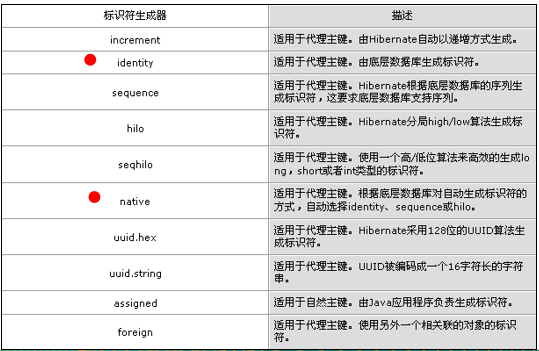 标识符生成器 描述
increment 适用于代理主键。由Hibernate自动以递增方式生成。
identity 适用于代理主键。由底层数据库生成标识符。
sequence 适用于代理主键。Hibernate根据底层数据库的序列生
成标识符，这要求底层数据库支持序列。
hilo 适用于代理主键。Hibernate分局high/low算法生成标
识符。
seqhilo 适用于代理主键。使用一个高/低位算法来高效的生成lo
ng，short或者int类型的标识符。
native 适用于代理主键。根据底层数据库对自动生成标识符的
方式，自动选择identity、sequence或hilo。
uuid.hex 适用于代理主键。Hibernate采用128位的UUID算法生
成标识符。
uuid.string 适用于代理主键。UUID被编码成一个16字符长的字符
串。
assigned 适用于自然主键。由Java应用程序负责生成标识符。
foreign 适用于代理主键。使用另外一个相关联的对象的标识
符。